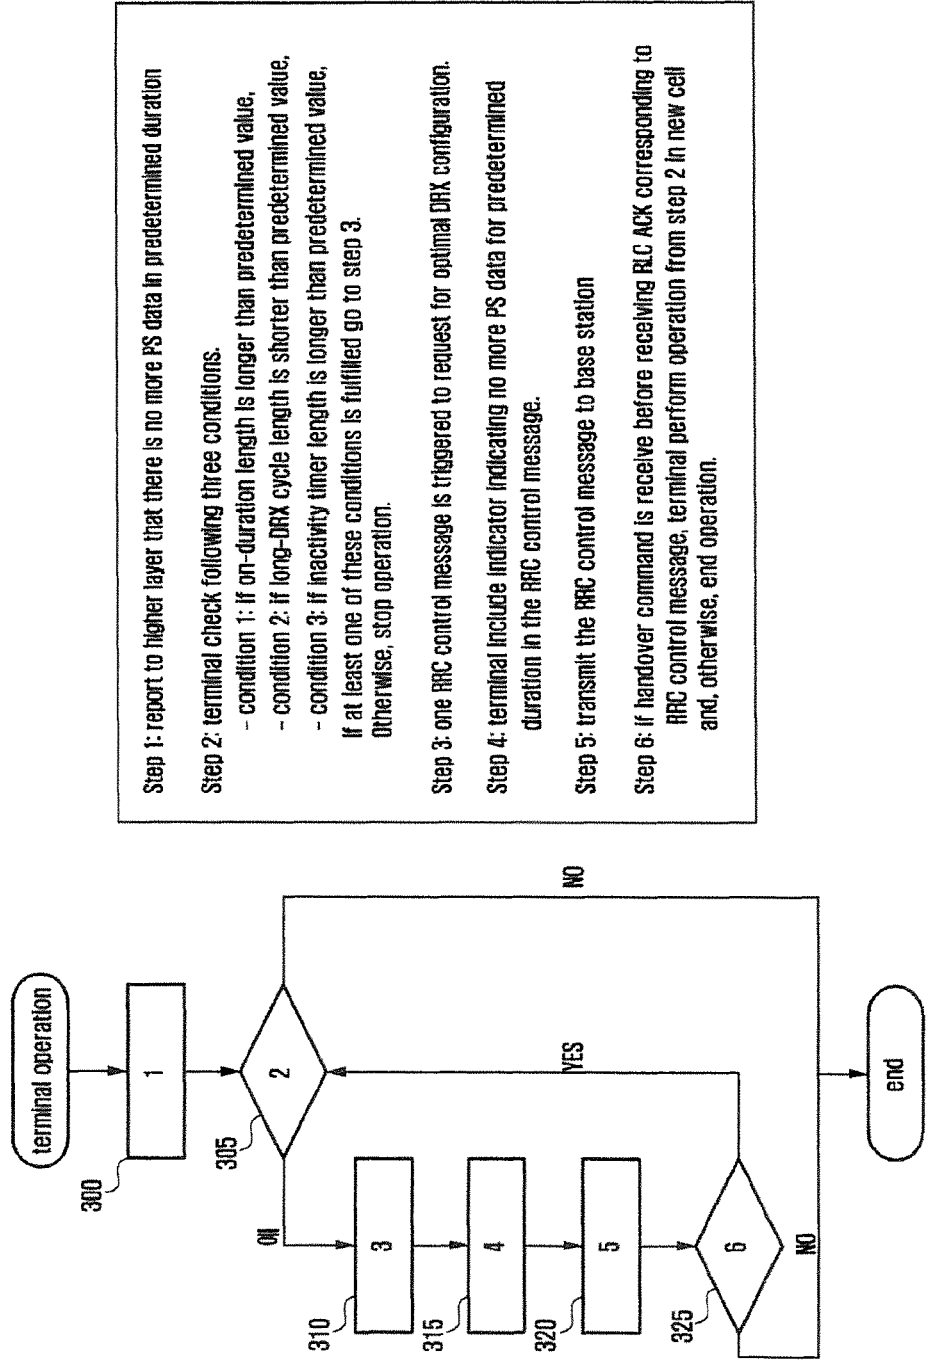 terminal operation
300
1
305
2
예
NO
310
3
315
4
320
5
YES
325
6
NO
end
Step 1: report to higher layer that there is no more PS data in predetermined duration
Step 2: terminal check following three conditions.
- condition 1: if on-duration length is longer than predetermined value,
- condition 2: if long-DRX cycle length is shorter than predetermined value,
- condition 3: if inactivity timer length is longer than predetermined value,
If at least one of these conditions is fulfilled go to step 3.
Otherwise, stop operation.
Step 3: one RRC control message is triggered to request for optimal DRX configuration.
Step 4: terminal include indicator indicating no more PS data for predetermined
duration in the RRC control message.
Step 5: transmit the RRC control message to base station
Step 6: if handover command is receive before receiving RLC ACK corresponding to
RRC control message, terminal perform operation from step 2 in new cell
and, otherwise, end operation.